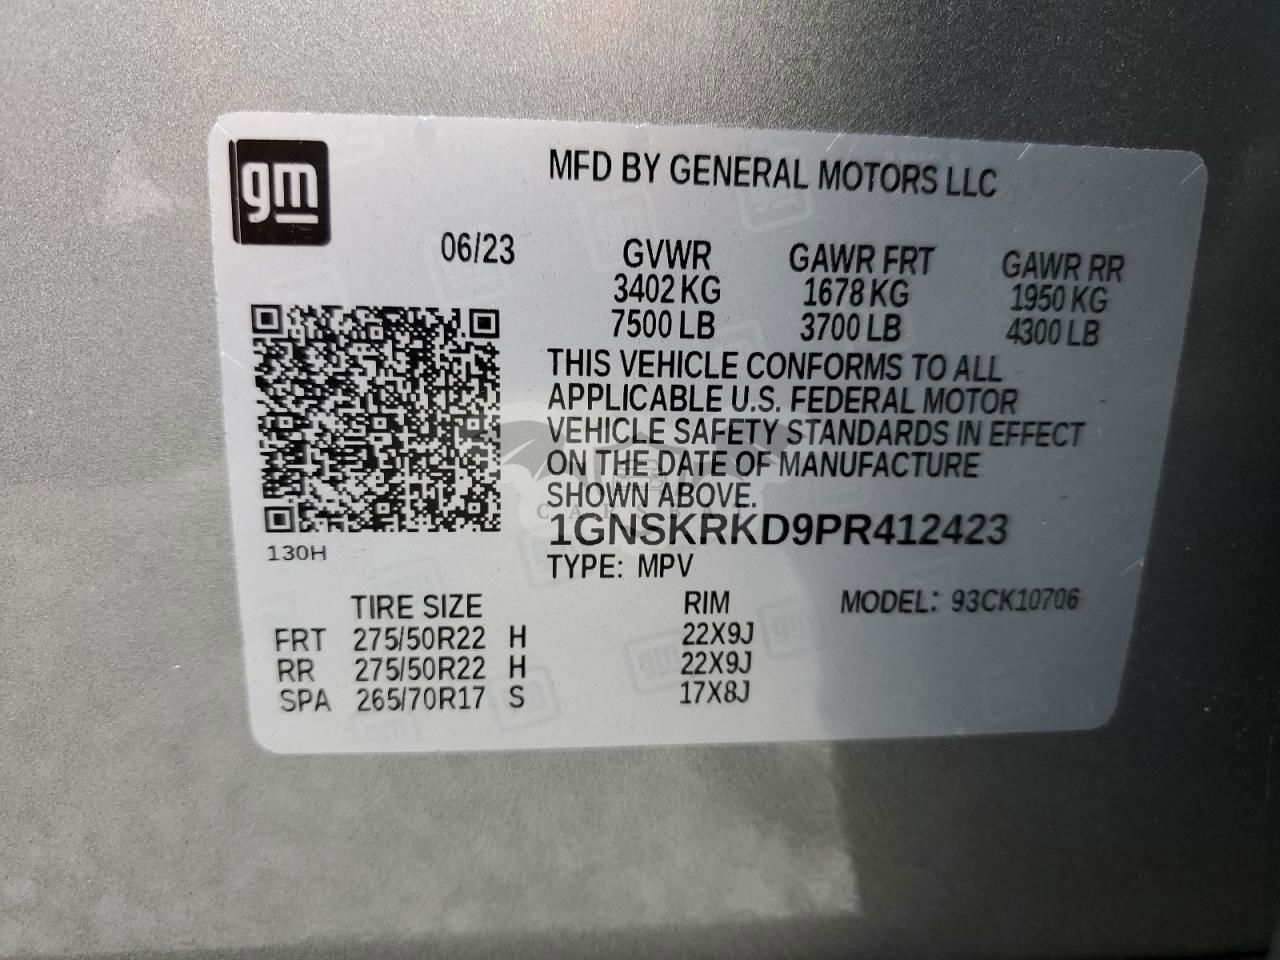 gm
MFD BY GENERAL MOTORS LLC
06/23 GVWR GAWR FRT GAWR RR
3402 KG 1678 KG 1950 KG
7500 LB 3700 LB 4300 LB
THIS VEHICLE CONFORMS TO ALL
APPLICABLE U.S. FEDERAL MOTOR
VEHICLE SAFETY STANDARDS IN EFFECT
ON THE DATE OF MANUFACTURE
SHOWN ABOVE.
1GNSKRKD9PR412423
130H
TYPE: MPV
TIRE SIZE RIM MODEL: 93CK10706
FRT 275/50R22 H 22X9J
RR 275/50R22 H 22X9J
SPA 265/70R17 S 17X8J